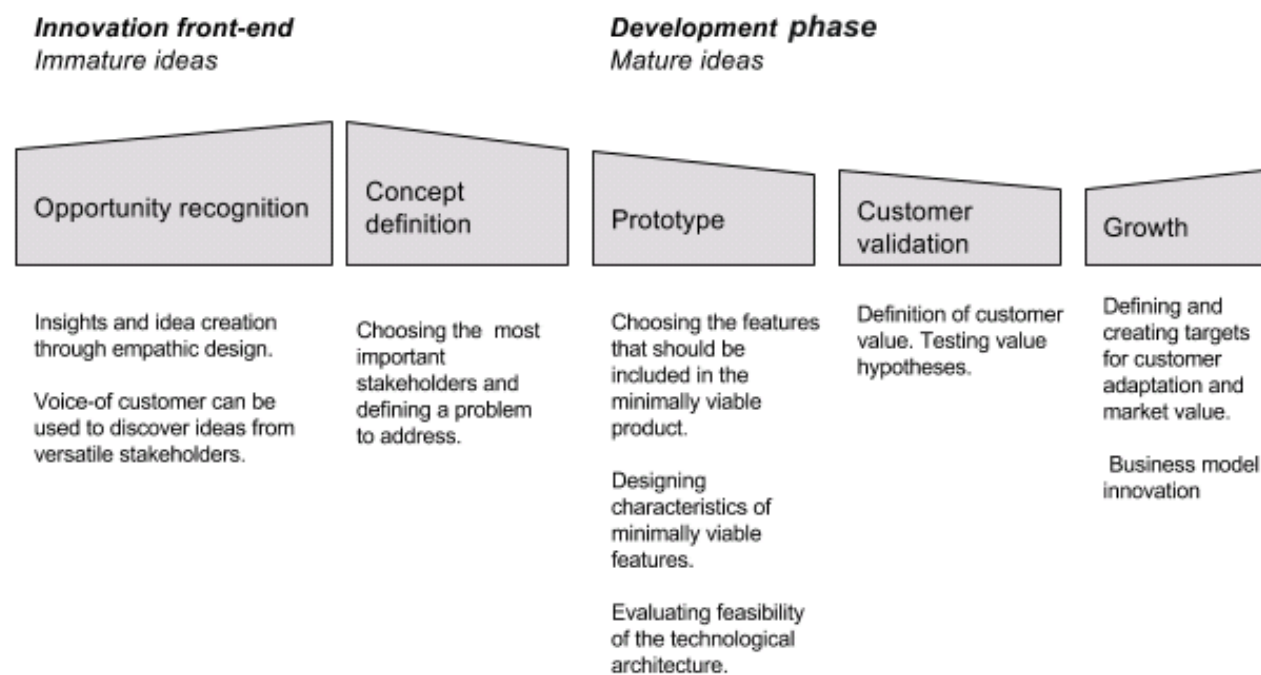 Innovation front-end
Immature ideas
Development phase
Mature ideas
Opportunity recognition
Concept
definition
Prototype
Customer
validation
Growth
Insights and idea creation
through empathic design.
Voice-of customer can be
used to discover ideas from
versatile stakeholders.
Choosing the most
important
stakeholders and
defining a problem
to address.
Choosing the features
that should be
included in the
minimally viable
product.
Designing
characteristics of
minimally viable
features.
Evaluating feasibility
of the technological
architecture.
Definition of customer
value. Testing value
hypotheses.
Defining and
creating targets
for customer
adaptation and
market value.
Business model
innovation